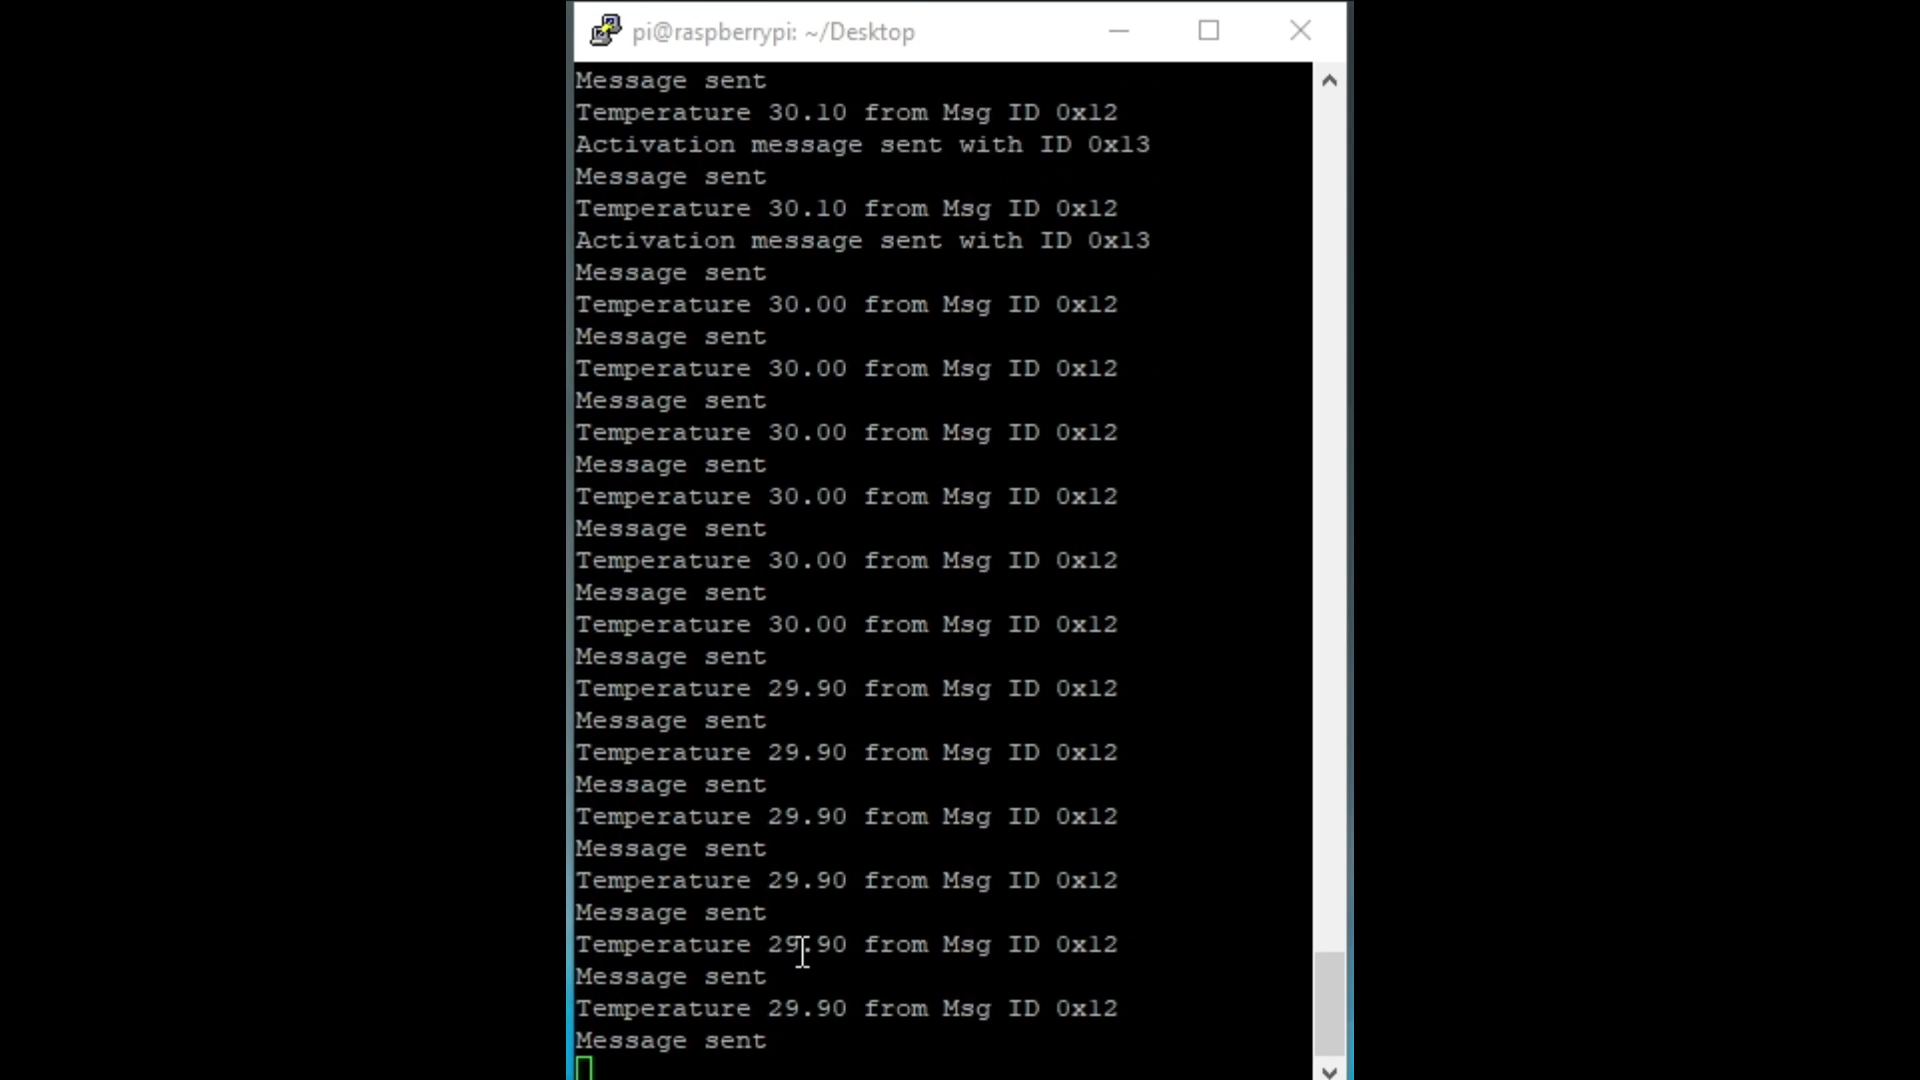 pi@raspberrypi: ~/Desktop
Message sent
Temperature 30.10 from Msg ID 0x12
Activation message sent with ID 0x13
Message sent
Temperature 30.10 from Msg ID 0x12
Activation message sent with ID 0x13
Message sent
Temperature 30.00 from Msg ID 0x12
Message sent
Temperature 30.00 from Msg ID 0x12
Message sent
Temperature 30.00 from Msg ID 0x12
Message sent
Temperature 30.00 from Msg ID 0x12
Message sent
Temperature 30.00 from Msg ID 0x12
Message sent
Temperature 30.00 from Msg ID 0x12
Message sent
Temperature 29.90 from Msg ID 0x12
Message sent
Temperature 29.90 from Msg ID 0x12
Message sent
Temperature 29.90 from Msg ID 0x12
Message sent
Temperature 29.90 from Msg ID 0x12
Message sent
Temperature 29.90 from Msg ID 0x12
Message sent
Temperature 29.90 from Msg ID 0x12
Message sent